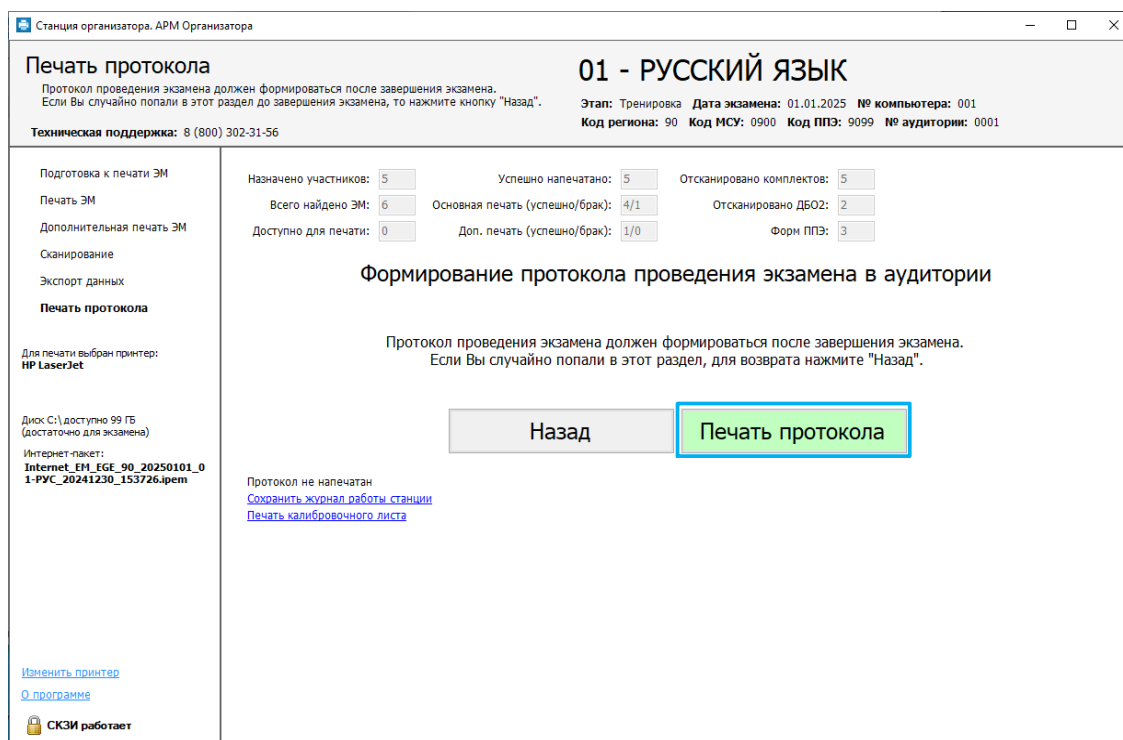 Станция организатора. АРМ Организатора
Печать протокола
Протокол проведения экзамена должен формироваться после завершения экзамена.
Если Вы случайно попали в этот раздел до завершения экзамена, то нажмите кнопку "Назад".
Техническая поддержка: 8 (800) 302-31-56
01 - РУССКИЙ ЯЗЫК
Этап: Тренировка Дата экзамена: 01.01.2025 № компьютера: 001
Код региона: 90 Код МСУ: 0900 Код ППЭ: 9099 № аудитории: 0001
Подготовка к печати ЭМ
Печать ЭМ
Дополнительная печать ЭМ
Сканирование
Экспорт данных
Печать протокола
Для печати выбран принтер:
HP LaserJet
Диск C:\ доступно 99 ГБ
(достаточно для экзамена)
Интернет-пакет:
Internet_EM_EGE_90_20250101_0
1-РУС_20241230_153726.ipem
Изменить принтер
О программе
СКЗИ работает
Назначено участников: 5 Успешно напечатано: 5 Отсканировано комплектов: 5
Всего найдено ЭМ: 6 Основная печать (успешно/брак): 4/1 Отсканировано ДБО2: 2
Доступно для печати: 0 Доп. печать (успешно/брак): 1/0 Форм ППЭ: 3
Формирование протокола проведения экзамена в аудитории
Протокол проведения экзамена должен формироваться после завершения экзамена.
Если Вы случайно попали в этот раздел, для возврата нажмите "Назад".
Назад Печать протокола
Протокол не напечатан
Сохранить журнал работы станции
Печать калибровочного листа